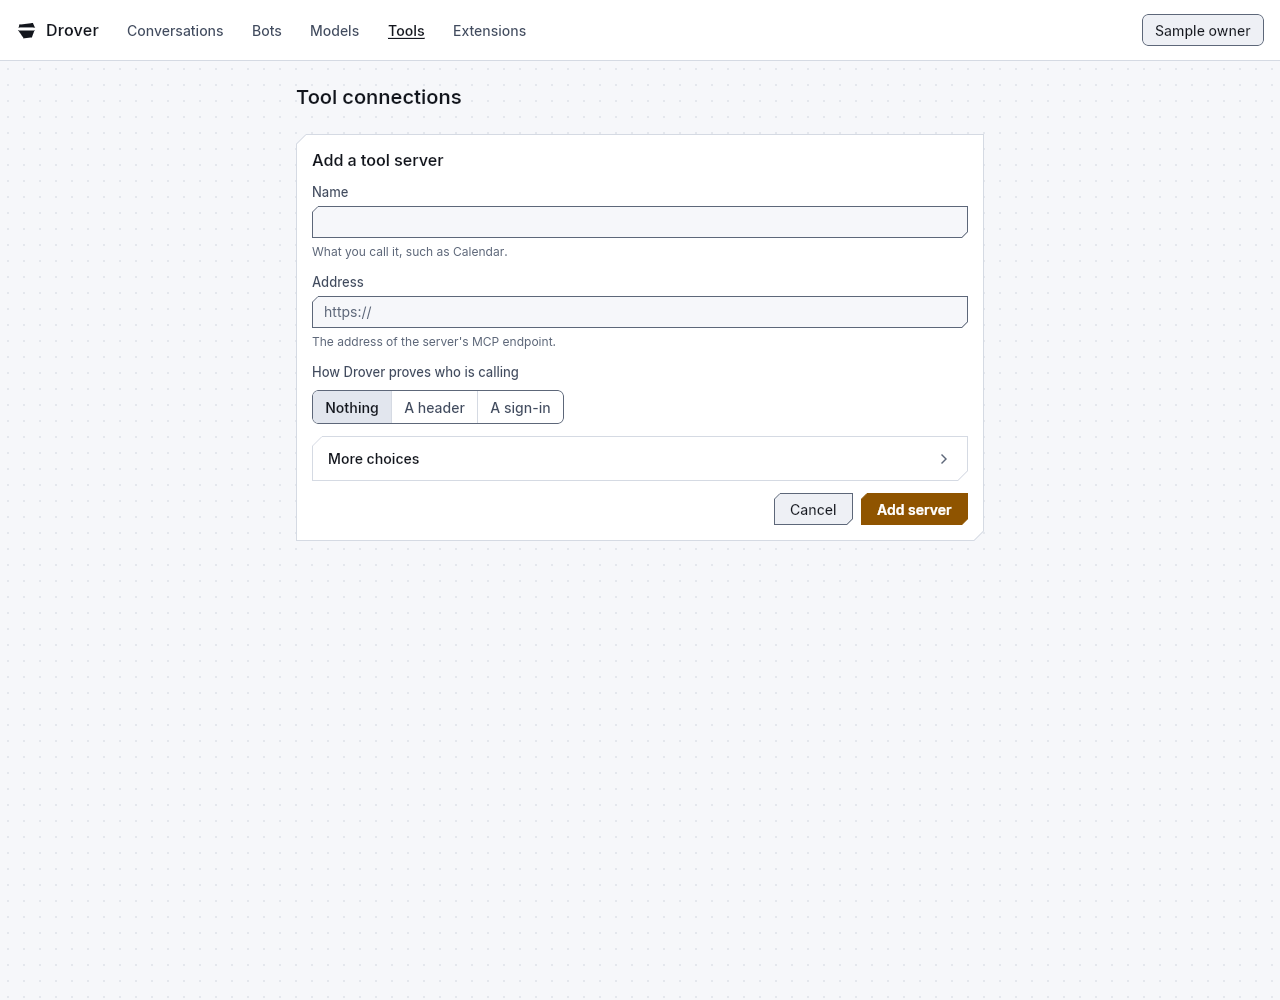 Drover
Conversations
Bots
Models
Tools
Extensions
Sample owner
Tool connections
Add a tool server
Name
What you call it, such as Calendar.
Address
https://
The address of the server's MCP endpoint.
How Drover proves who is calling
Nothing
A header
A sign-in
More choices
Cancel
Add server